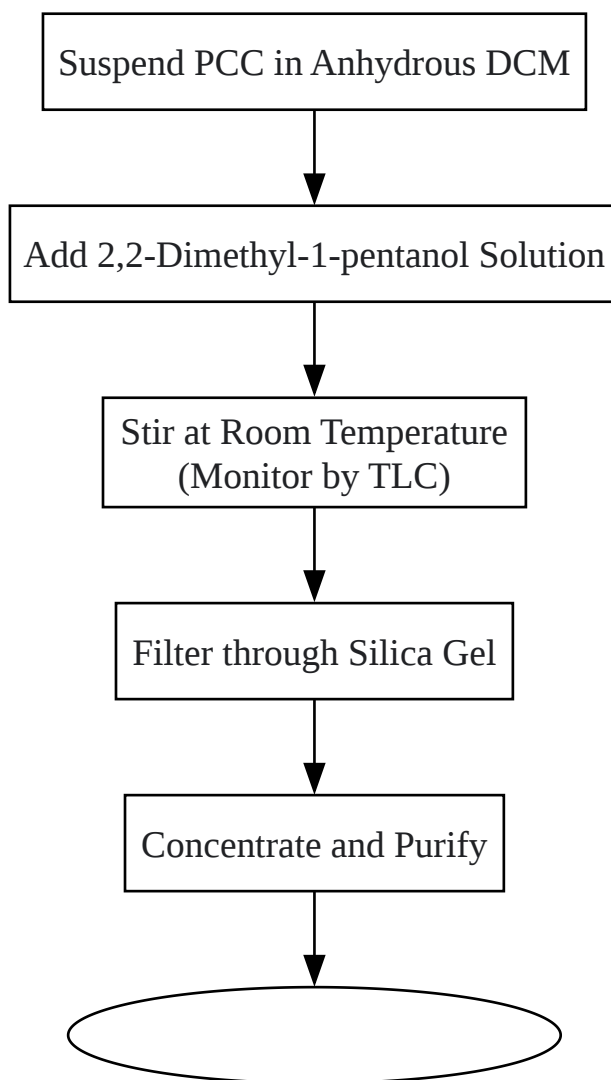 Suspend PCC in Anhydrous DCM
Add 2,2-Dimethyl-1-pentanol Solution
Stir at Room Temperature
(Monitor by TLC)
Filter through Silica Gel
Concentrate and Purify